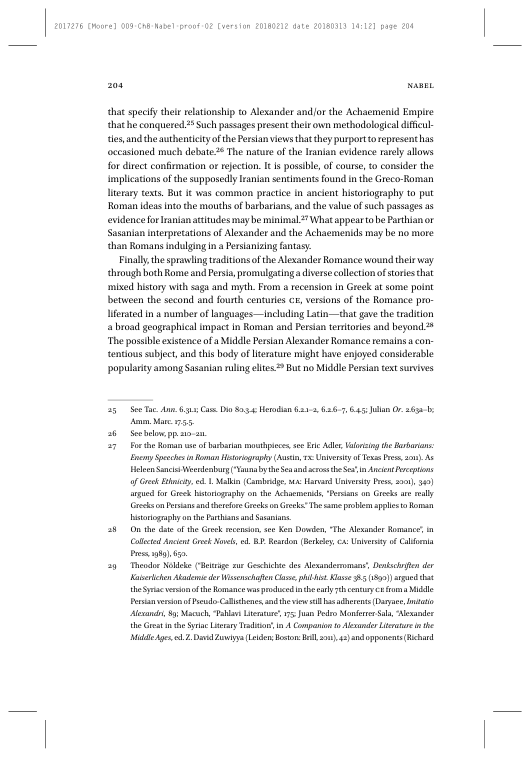 2017276 [Moore] 009-Ch8-Nabel-proof-02 [version 20180212 date 20180313 14:12] page 204
204 NABEL
that specify their relationship to Alexander and/or the Achaemenid Empire
that he conquered.25 Such passages present their own methodological difficul-
ties, and the authenticity of the Persian views that they purport to represent has
occasioned much debate.26 The nature of the Iranian evidence rarely allows
for direct confirmation or rejection. It is possible, of course, to consider the
implications of the supposedly Iranian sentiments found in the Greco-Roman
literary texts. But it was common practice in ancient historiography to put
Roman ideas into the mouths of barbarians, and the value of such passages as
evidence for Iranian attitudes may be minimal.27 What appear to be Parthian or
Sasanian interpretations of Alexander and the Achaemenids may be no more
than Romans indulging in a Persianizing fantasy.
Finally, the sprawling traditions of the Alexander Romance wound their way
through both Rome and Persia, promulgating a diverse collection of stories that
mixed history with saga and myth. From a recension in Greek at some point
between the second and fourth centuries CE, versions of the Romance pro-
liferated in a number of languages—including Latin—that gave the tradition
a broad geographical impact in Roman and Persian territories and beyond.28
The possible existence of a Middle Persian Alexander Romance remains a con-
tentious subject, and this body of literature might have enjoyed considerable
popularity among Sasanian ruling elites.29 But no Middle Persian text survives
25 See Tac. Ann. 6.31.1; Cass. Dio 80.3.4; Herodian 6.2.1–2, 6.2.6–7, 6.4.5; Julian Or. 2.63a–b;
Amm. Marc. 17.5.5.
26 See below, pp. 210–211.
27 For the Roman use of barbarian mouthpieces, see Eric Adler, Valorizing the Barbarians:
Enemy Speeches in Roman Historiography (Austin, TX: University of Texas Press, 2011). As
Heleen Sancisi-Weerdenburg (“Yauna by the Sea and across the Sea”, in Ancient Perceptions
of Greek Ethnicity, ed. I. Malkin (Cambridge, MA: Harvard University Press, 2001), 340)
argued for Greek historiography on the Achaemenids, “Persians on Greeks are really
Greeks on Persians and therefore Greeks on Greeks.” The same problem applies to Roman
historiography on the Parthians and Sasanians.
28 On the date of the Greek recension, see Ken Dowden, “The Alexander Romance”, in
Collected Ancient Greek Novels, ed. B.P. Reardon (Berkeley, CA: University of California
Press, 1989), 650.
29 Theodor Nöldeke (“Beiträge zur Geschichte des Alexanderromans”, Denkschriften der
Kaiserlichen Akademie der Wissenschaften Classe, phil-hist. Klasse 38.5 (1890)) argued that
the Syriac version of the Romance was produced in the early 7th century CE from a Middle
Persian version of Pseudo-Callisthenes, and the view still has adherents (Daryaee, Imitatio
Alexandri, 89; Macuch, “Pahlavi Literature”, 175; Juan Pedro Monferrer-Sala, “Alexander
the Great in the Syriac Literary Tradition”, in A Companion to Alexander Literature in the
Middle Ages, ed. Z. David Zuwiyya (Leiden; Boston: Brill, 2011), 42) and opponents (Richard